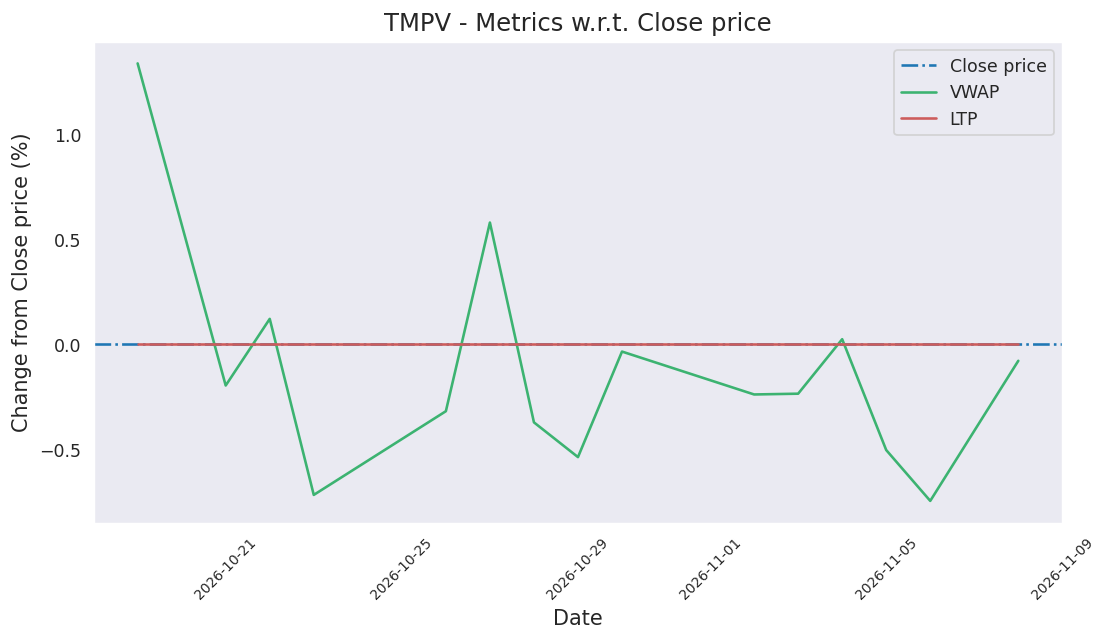 TMPV - Metrics w.r.t. Close price
Change from Close price (%)
1.0
0.5
0.0
−0.5
Close price
VWAP
LTP
2026-10-21
2026-10-25
2026-10-29
2026-11-01
2026-11-05
2026-11-09
Date